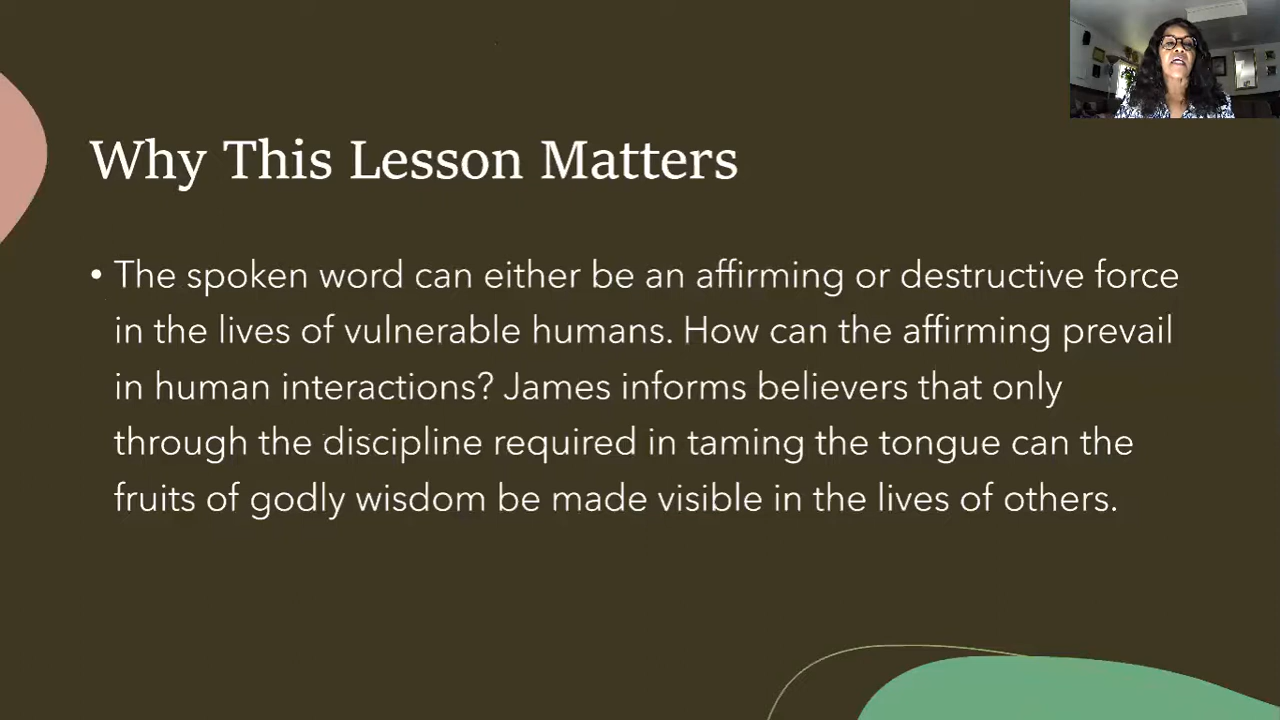 Why This Lesson Matters
• The spoken word can either be an affirming or destructive force
in the lives of vulnerable humans. How can the affirming prevail
in human interactions? James informs believers that only
through the discipline required in taming the tongue can the
fruits of godly wisdom be made visible in the lives of others.